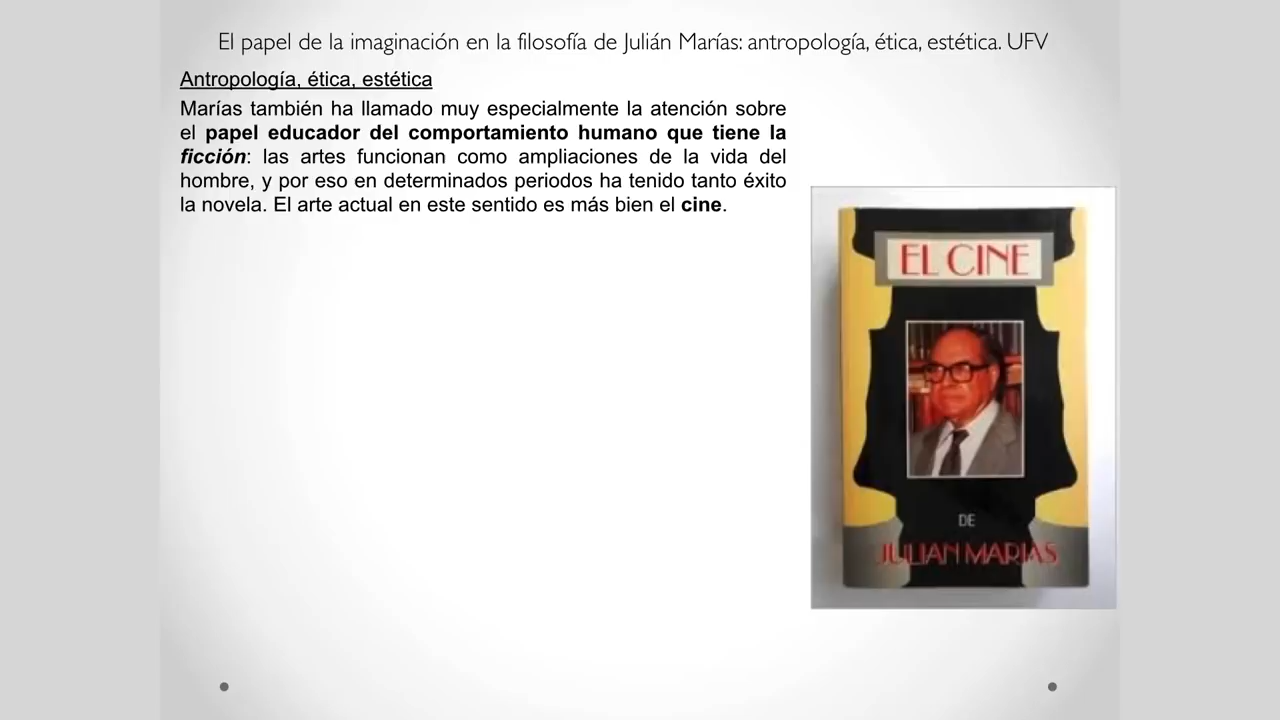 El papel de la imaginación en la filosofía de Julián Marías: antropología, ética, estética. UFV
Antropología, ética, estética
Marías también ha llamado muy especialmente la atención sobre
el papel educador del comportamiento humano que tiene la
ficción: las artes funcionan como ampliaciones de la vida del
hombre, y por eso en determinados periodos ha tenido tanto éxito
la novela. El arte actual en este sentido es más bien el cine.
EL CINE
DE
JULIAN MARIAS